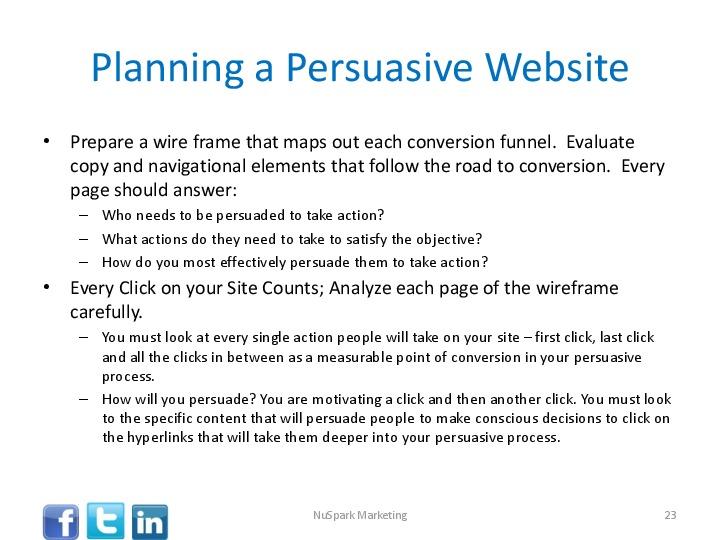 Planning a Persuasive Website
• Prepare a wire frame that maps out each conversion funnel.  Evaluate
copy and navigational elements that follow the road to conversion.  Every
page should answer:
– Who needs to be persuaded to take action?
– What actions do they need to take to satisfy the objective?
– How do you most effectively persuade them to take action?
• Every Click on your Site Counts; Analyze each page of the wireframe
carefully.
– You must look at every single action people will take on your site – first click, last click
and all the clicks in between as a measurable point of conversion in your persuasive
process.
– How will you persuade? You are motivating a click and then another click. You must look
to the specific content that will persuade people to make conscious decisions to click on
the hyperlinks that will take them deeper into your persuasive process.
f t in
NuSpark Marketing
23